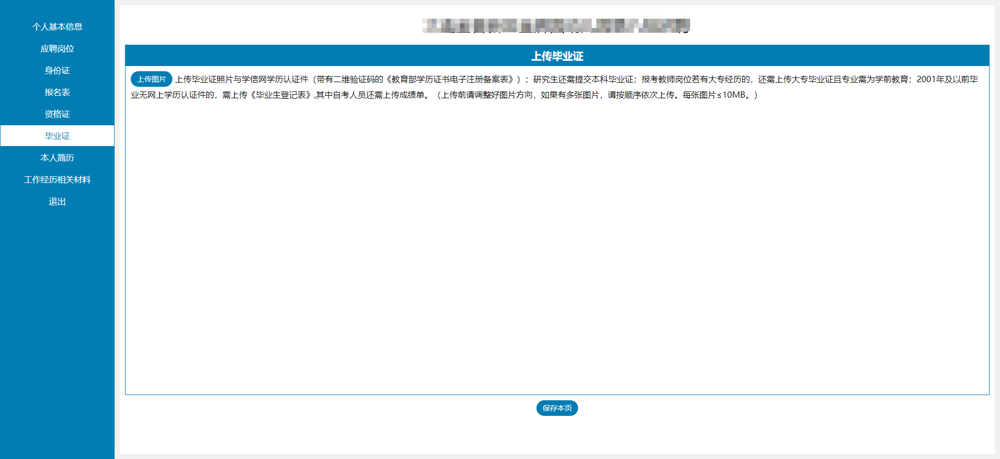 个人基本信息
应聘岗位
身份证
报名表
资格证
毕业证
本人简历
工作经历相关材料
退出
上传毕业证
上传图片 上传毕业证照片与学信网学历认证件（带有二维验证码的《教育部学历证书电子注册备案表》）；研究生还需提交本科毕业证；报考教师岗位若有大专经历的，还需上传大专毕业证且专业需为学前教育；2001年及以前毕
业无网上学历认证件的，需上传《毕业生登记表》,其中自考人员还需上传成绩单。（上传前请调整好图片方向，如果有多张图片，请按顺序依次上传。每张图片≤10MB。）
保存本页